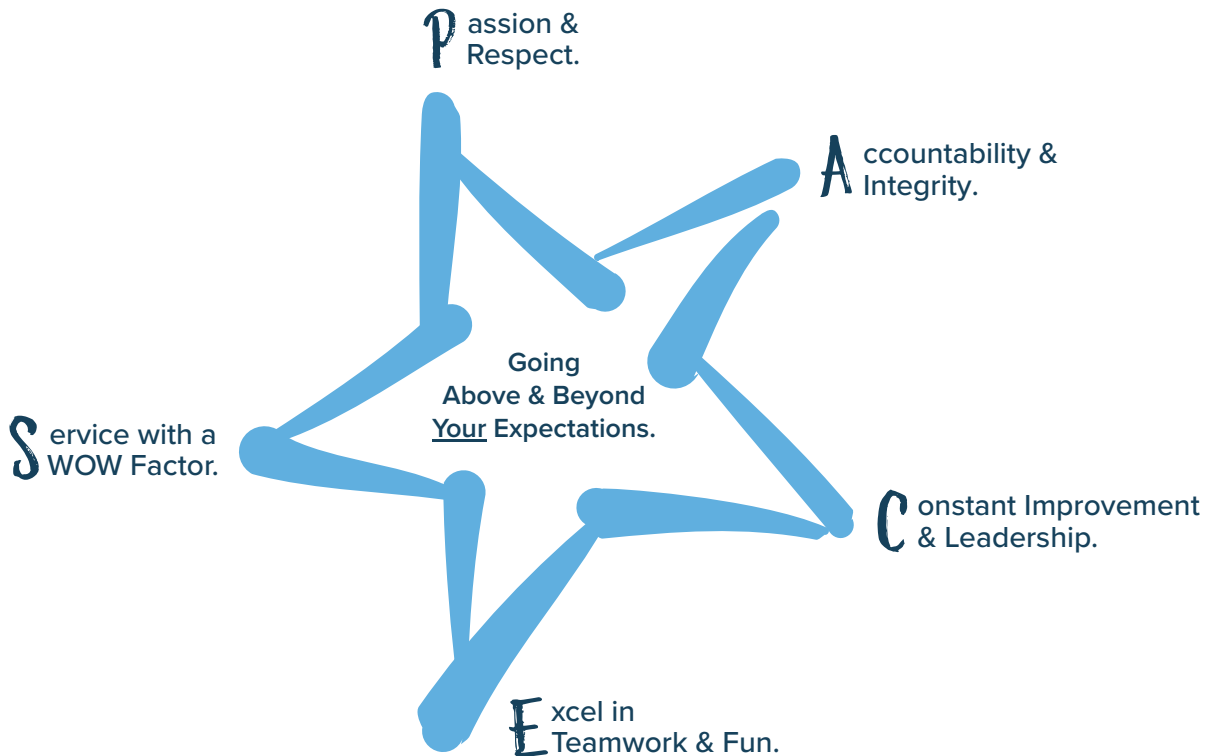 Passion &
Respect.
Accountability &
Integrity.
Going
Above & Beyond
Your Expectations.
Service with a
WOW Factor.
Constant Improvement
& Leadership.
Excel in
Teamwork & Fun.